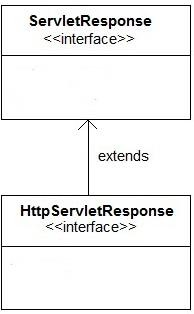 ServletResponse
<<interface>>
extends
HttpServletResponse
<<interface>>